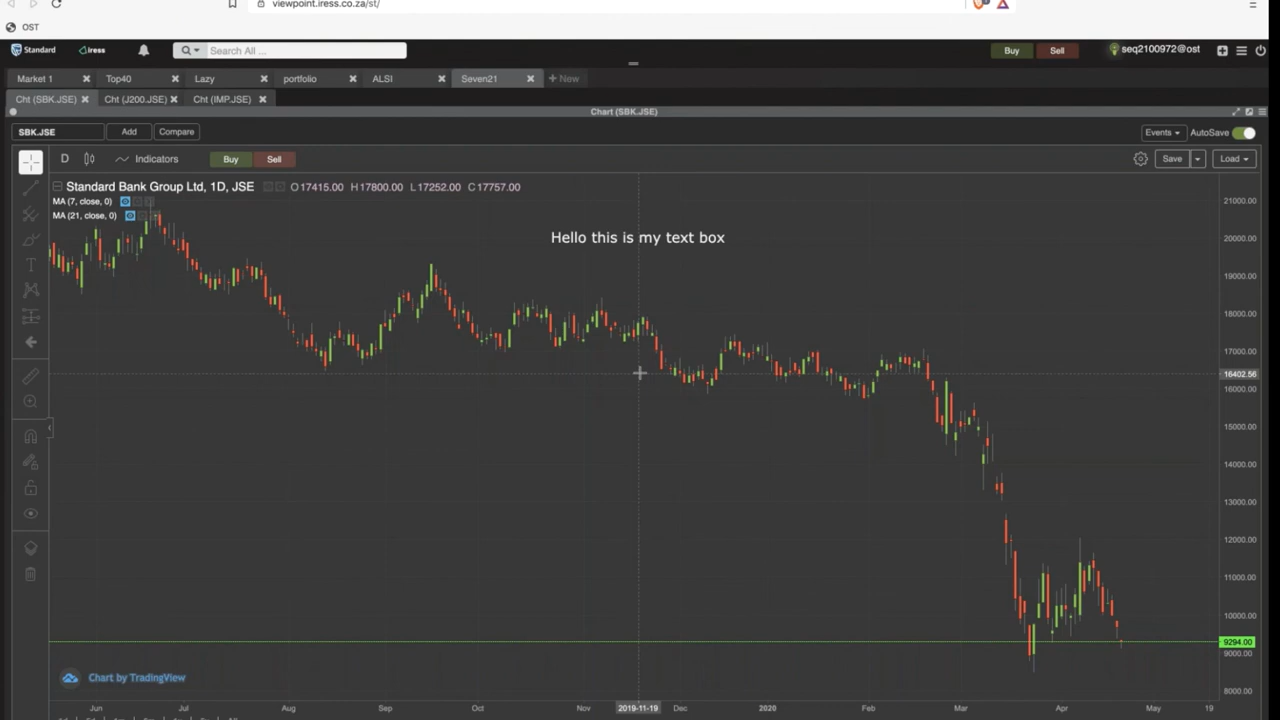 viewpoint.iress.co.za/st/
OST
Standard iress Search All ... Buy Sell seq2100972@ost
Market 1 Top40 Lazy portfolio ALSI Seven21 New
Cht (SBK.JSE) Cht (J200.JSE) Cht (IMP.JSE)
Chart (SBK.JSE)
SBK.JSE Add Compare Events AutoSave
D Indicators Buy Sell Save Load
Standard Bank Group Ltd, 1D, JSE O17415.00 H17800.00 L17252.00 C17757.00
MA (7, close, 0)
MA (21, close, 0)
Hello this is my text box
21000.00
20000.00
19000.00
18000.00
17000.00
16402.56
16000.00
15000.00
14000.00
13000.00
12000.00
11000.00
10000.00
9294.00
9000.00
8000.00
Chart by TradingView
Jun Jul Aug Sep Oct Nov 2019-11-19 Dec 2020 Feb Mar Apr May 19